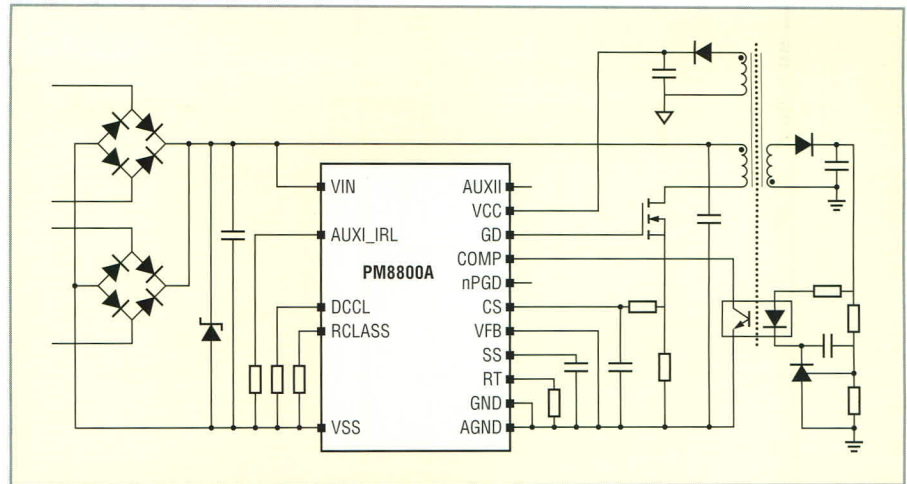 VIN
AUXI_IRL
PM8800A
DCCL
RCLASS
VSS
AUXII
VCC
GD
COMP
nPGD
CS
VFB
SS
RT
GND
AGND